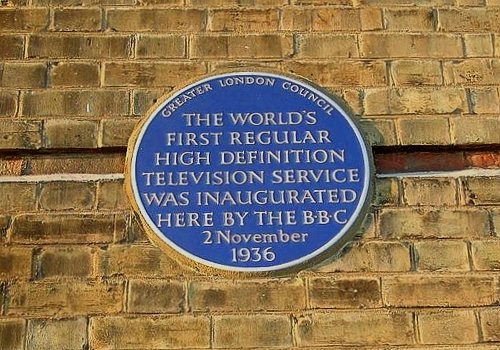 GREATER LONDON COUNCIL
THE WORLD'S
FIRST REGULAR
HIGH DEFINITION
TELEVISION SERVICE
WAS INAUGURATED
HERE BY THE B·B·C
2 November
1936